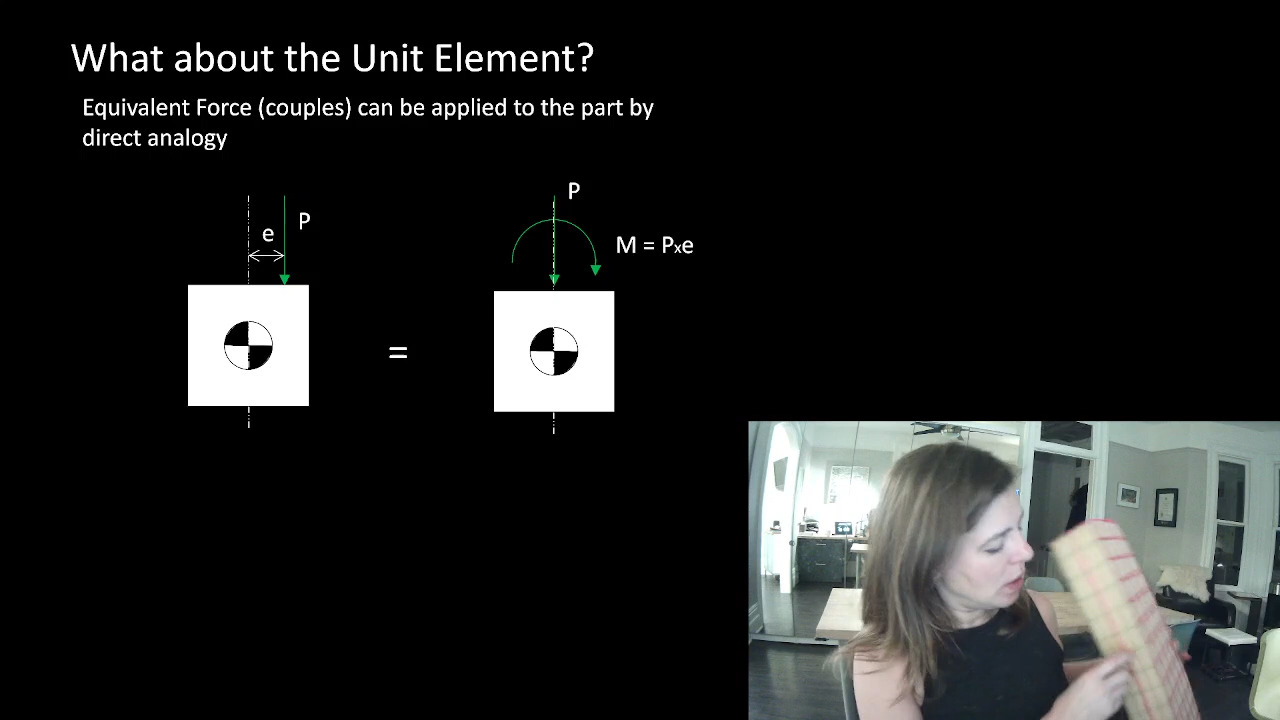 What about the Unit Element?
Equivalent Force (couples) can be applied to the part by
direct analogy
P
P
e
M = Pxe
=